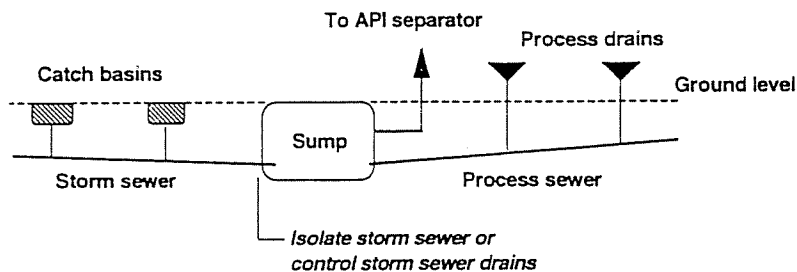 To API separator
Process drains
Catch basins
Ground level
Sump
Storm sewer
Process sewer
Isolate storm sewer or
control storm sewer drains